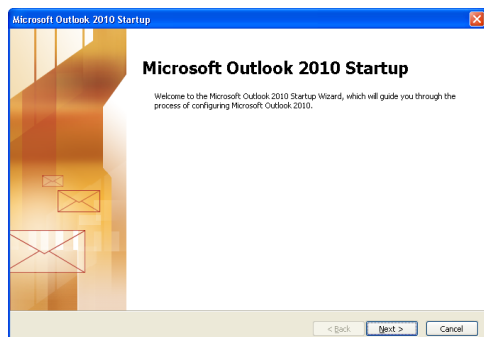 Microsoft Outlook 2010 Startup
Microsoft Outlook 2010 Startup
Welcome to the Microsoft Outlook 2010 Startup Wizard, which will guide you through the
process of configuring Microsoft Outlook 2010.
< Back Next > Cancel